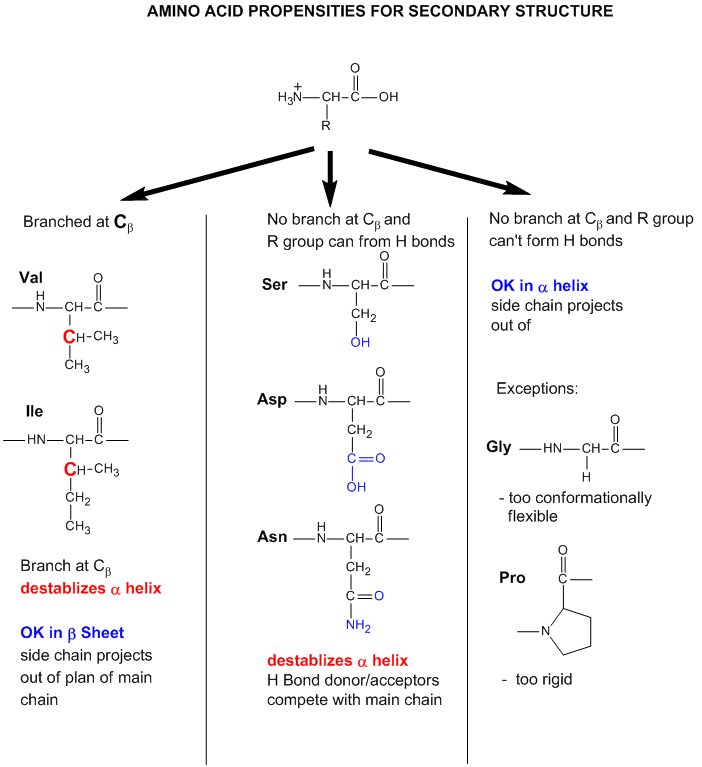 AMINO ACID PROPENSITIES FOR SECONDARY STRUCTURE
O
H3N+—CH—C—OH
R
Branched at Cβ
Val
H
O
N—CH—C
CH—CH3
CH3
Ile
O
HN—CH—C
CH—CH3
CH2
CH3
Branch at Cβ
destablizes α helix
OK in β Sheet
side chain projects
out of plan of main
chain
No branch at Cβ and
R group can from H bonds
Ser
H
O
N—CH—C
CH2
OH
Asp
H
O
N—CH—C
CH2
C=O
OH
Asn
H
O
N—CH—C
CH2
C=O
NH2
destablizes α helix
H Bond donor/acceptors
compete with main chain
No branch at Cβ and R group
can't form H bonds
OK in α helix
side chain projects
out of
Exceptions:
Gly
O
HN—CH—C
H
- too conformationally
flexible
Pro
O
C
N
- too rigid